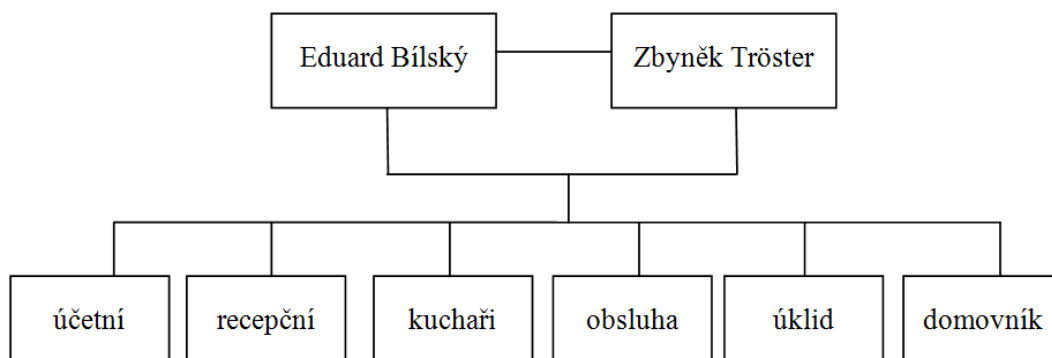 Eduard Bílský
Zbyněk Tröster
účetní
recepční
kuchaři
obsluha
úklid
domovník